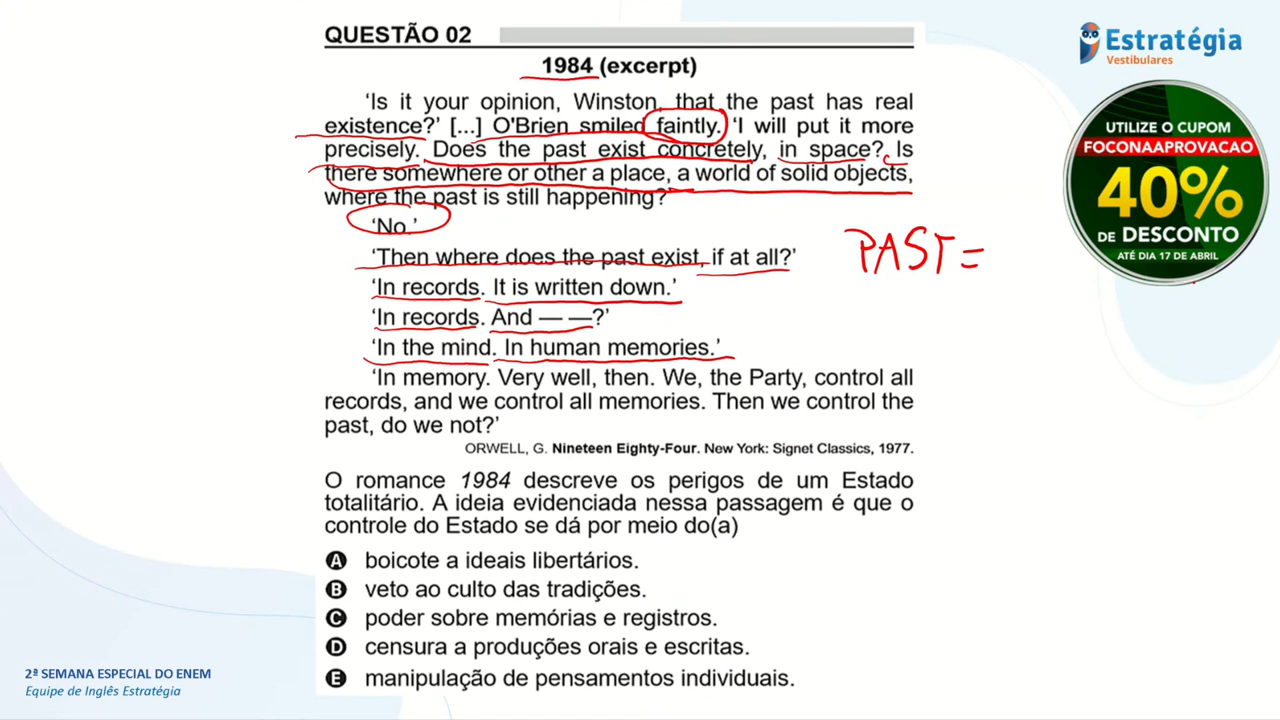 QUESTÃO 02
1984 (excerpt)
‘Is it your opinion, Winston, that the past has real
existence?’ [...] O'Brien smiled faintly. ‘I will put it more
precisely. Does the past exist concretely, in space? Is
there somewhere or other a place, a world of solid objects,
where the past is still happening?’
‘No.’
‘Then where does the past exist, if at all?’
‘In records. It is written down.’
‘In records. And — —?’
‘In the mind. In human memories.’
‘In memory. Very well, then. We, the Party, control all
records, and we control all memories. Then we control the
past, do we not?’
ORWELL, G. Nineteen Eighty-Four. New York: Signet Classics, 1977.
O romance 1984 descreve os perigos de um Estado
totalitário. A ideia evidenciada nessa passagem é que o
controle do Estado se dá por meio do(a)
A boicote a ideais libertários.
B veto ao culto das tradições.
C poder sobre memórias e registros.
D censura a produções orais e escritas.
E manipulação de pensamentos individuais.
PAST =
Estratégia
Vestibulares
UTILIZE O CUPOM
FOCONAAPROVACAO
40%
DE DESCONTO
ATÉ DIA 17 DE ABRIL
2ª SEMANA ESPECIAL DO ENEM
Equipe de Inglês Estratégia